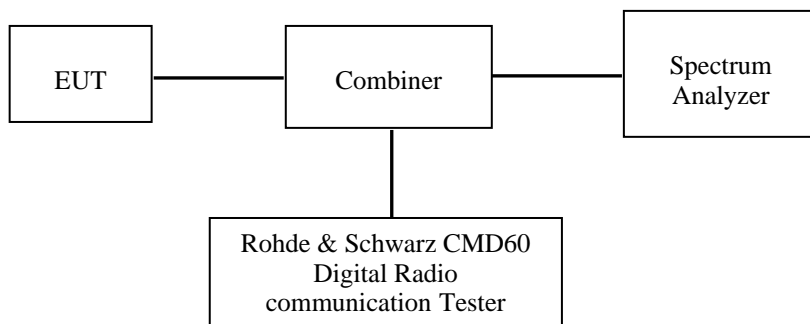 EUT
Combiner
Spectrum
Analyzer
Rohde & Schwarz CMD60
Digital Radio
communication Tester